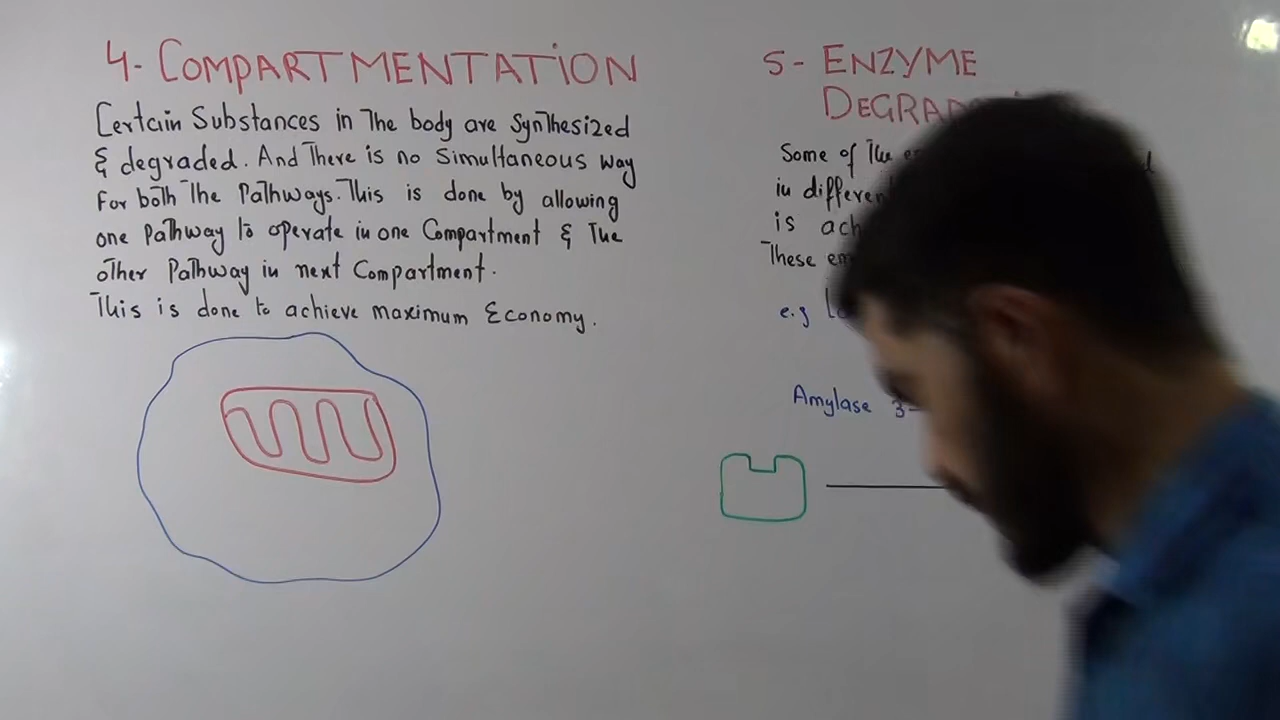 4- COMPARTMENTATION
Certain Substances in The body are Synthesized
& degraded. And There is no Simultaneous way
For both The Pathways. This is done by allowing
one Pathway to operate in one Compartment & The
other Pathway in next Compartment.
This is done to achieve maximum Economy.
5- ENZYME
Some of The
in
is
These
e.g
Amylase 3-